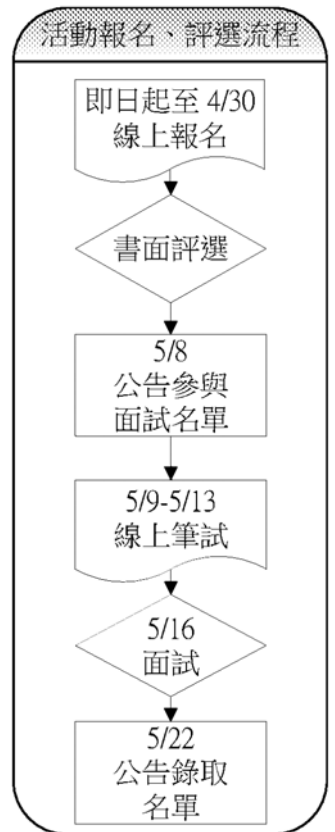 活動報名、評選流程
即日起至 4/30
線上報名
書面評選
5/8
公告參與
面試名單
5/9-5/13
線上筆試
5/16
面試
5/22
公告錄取
名單